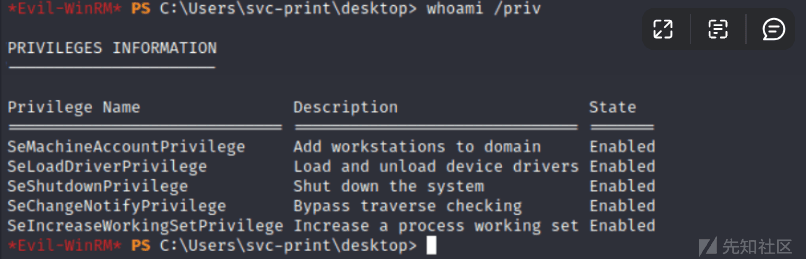 *Evil-WinRM* PS C:\Users\svc-print\desktop> whoami /priv
PRIVILEGES INFORMATION
Privilege Name Description State
SeMachineAccountPrivilege Add workstations to domain Enabled
SeLoadDriverPrivilege Load and unload device drivers Enabled
SeShutdownPrivilege Shut down the system Enabled
SeChangeNotifyPrivilege Bypass traverse checking Enabled
SeIncreaseWorkingSetPrivilege Increase a process working set Enabled
*Evil-WinRM* PS C:\Users\svc-print\desktop>
先知社区